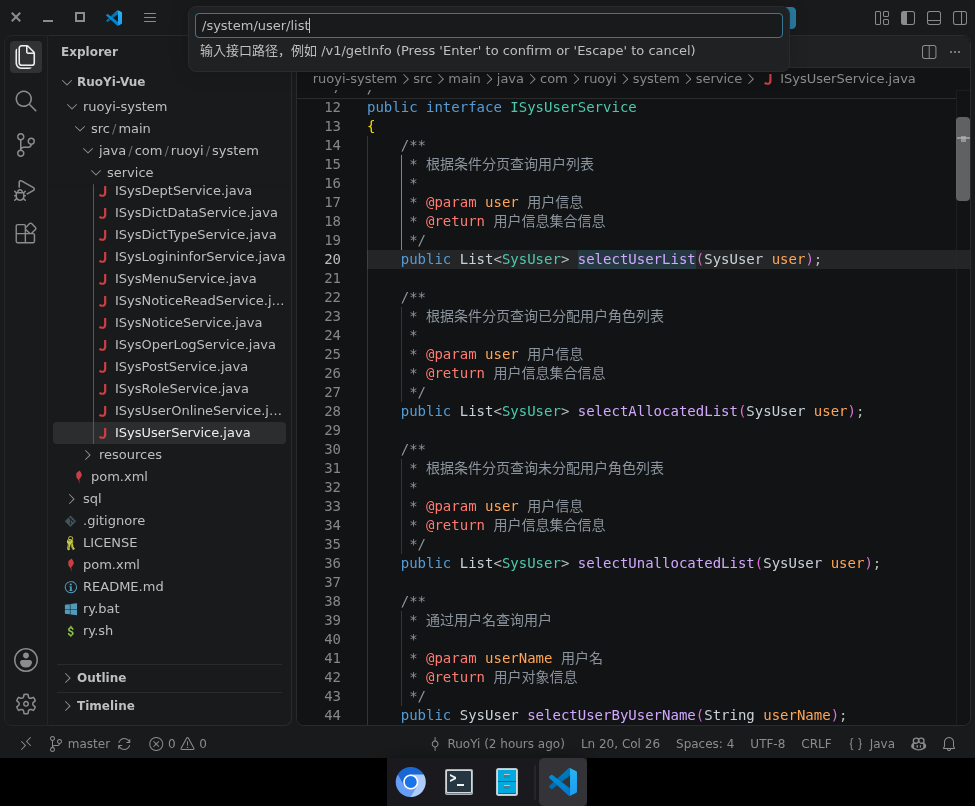 /system/user/list
输入接口路径，例如 /v1/getInfo (Press 'Enter' to confirm or 'Escape' to cancel)
Explorer
RuoYi-Vue
ruoyi-system
src/main
java/com/ruoyi/system
service
ISysDeptService.java
ISysDictDataService.java
ISysDictTypeService.java
ISysLogininforService.java
ISysMenuService.java
ISysNoticeReadService.j…
ISysNoticeService.java
ISysOperLogService.java
ISysPostService.java
ISysRoleService.java
ISysUserOnlineService.j…
ISysUserService.java
resources
pom.xml
sql
.gitignore
LICENSE
pom.xml
README.md
ry.bat
ry.sh
Outline
Timeline
ruoyi-system > src > main > java > com > ruoyi > system > service > ISysUserService.java
12 public interface ISysUserService
13 {
14     /**
15      * 根据条件分页查询用户列表
16      *
17      * @param user 用户信息
18      * @return 用户信息集合信息
19      */
20     public List<SysUser> selectUserList(SysUser user);
21
22     /**
23      * 根据条件分页查询已分配用户角色列表
24      *
25      * @param user 用户信息
26      * @return 用户信息集合信息
27      */
28     public List<SysUser> selectAllocatedList(SysUser user);
29
30     /**
31      * 根据条件分页查询未分配用户角色列表
32      *
33      * @param user 用户信息
34      * @return 用户信息集合信息
35      */
36     public List<SysUser> selectUnallocatedList(SysUser user);
37
38     /**
39      * 通过用户名查询用户
40      *
41      * @param userName 用户名
42      * @return 用户对象信息
43      */
44     public SysUser selectUserByUserName(String userName);
master 0 0 RuoYi (2 hours ago) Ln 20, Col 26 Spaces: 4 UTF-8 CRLF { } Java